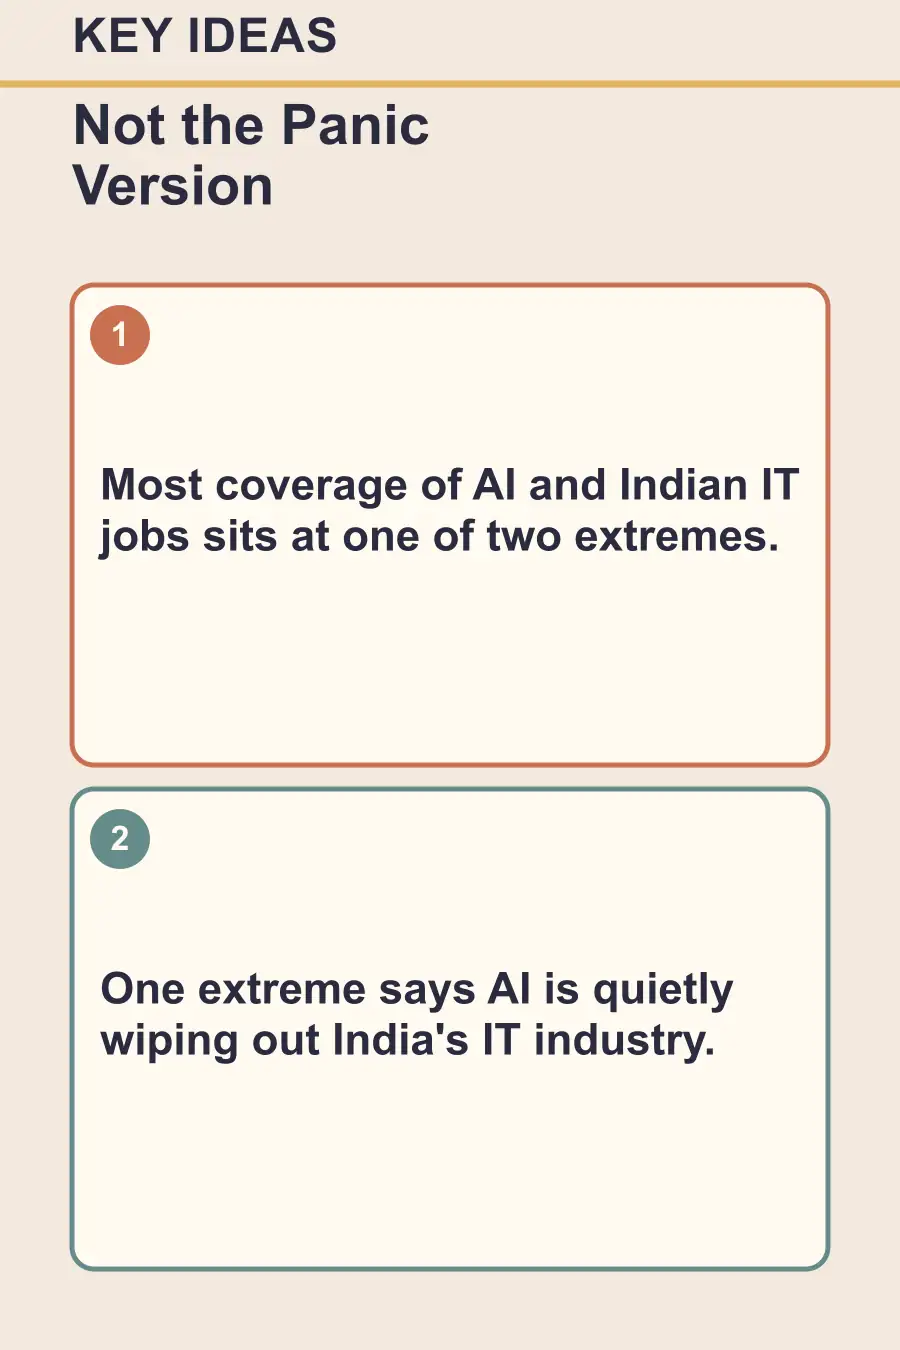 KEY IDEAS
Not the Panic
Version
1
Most coverage of AI and Indian IT
jobs sits at one of two extremes.
2
One extreme says AI is quietly
wiping out India's IT industry.